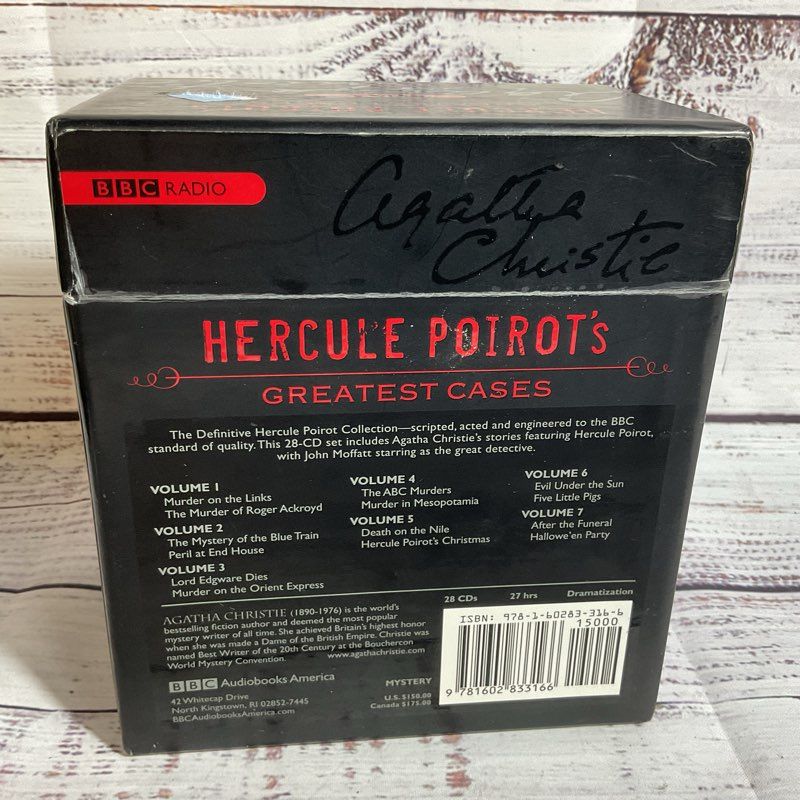 BBC RADIO
Agatha
Christie
HERCULE POIROT's
GREATEST CASES
The Definitive Hercule Poirot Collection—scripted, acted and engineered to the BBC
standard of quality. This 28-CD set includes Agatha Christie's stories featuring Hercule Poirot,
with John Moffatt starring as the great detective.
VOLUME 1
Murder on the Links
The Murder of Roger Ackroyd
VOLUME 2
The Mystery of the Blue Train
Peril at End House
VOLUME 3
Lord Edgware Dies
Murder on the Orient Express
VOLUME 4
The ABC Murders
Murder in Mesopotamia
VOLUME 5
Death on the Nile
Hercule Poirot's Christmas
VOLUME 6
Evil Under the Sun
Five Little Pigs
VOLUME 7
After the Funeral
Hallowe'en Party
28 CDs 27 hrs Dramatization
AGATHA CHRISTIE (1890-1976) is the world's
bestselling fiction author and deemed the most popular
mystery writer of all time. She achieved Britain's highest honor
when she was made a Dame of the British Empire. Christie was
named Best Writer of the 20th Century at the Bouchercon
World Mystery Convention. www.agathachristie.com
BBC Audiobooks America
42 Whitecap Drive
North Kingstown, RI 02852-7445
BBCAudiobooksAmerica.com
MYSTERY
U.S. $150.00
Canada $175.00
ISBN: 978-1-60283-316-6
15000
9 781602 833166